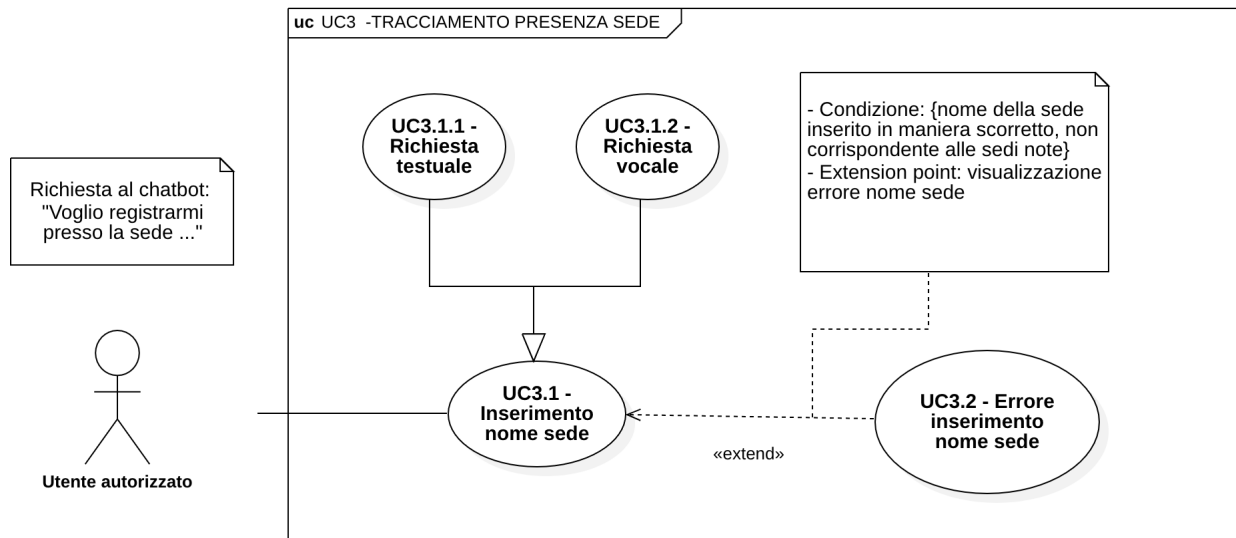 uc UC3 -TRACCIAMENTO PRESENZA SEDE
UC3.1.1 -
Richiesta
testuale
UC3.1.2 -
Richiesta
vocale
- Condizione: {nome della sede
inserito in maniera scorretto, non
corrispondente alle sedi note}
- Extension point: visualizzazione
errore nome sede
Richiesta al chatbot:
"Voglio registrarmi
presso la sede ..."
UC3.1 -
Inserimento
nome sede
UC3.2 - Errore
inserimento
nome sede
«extend»
Utente autorizzato